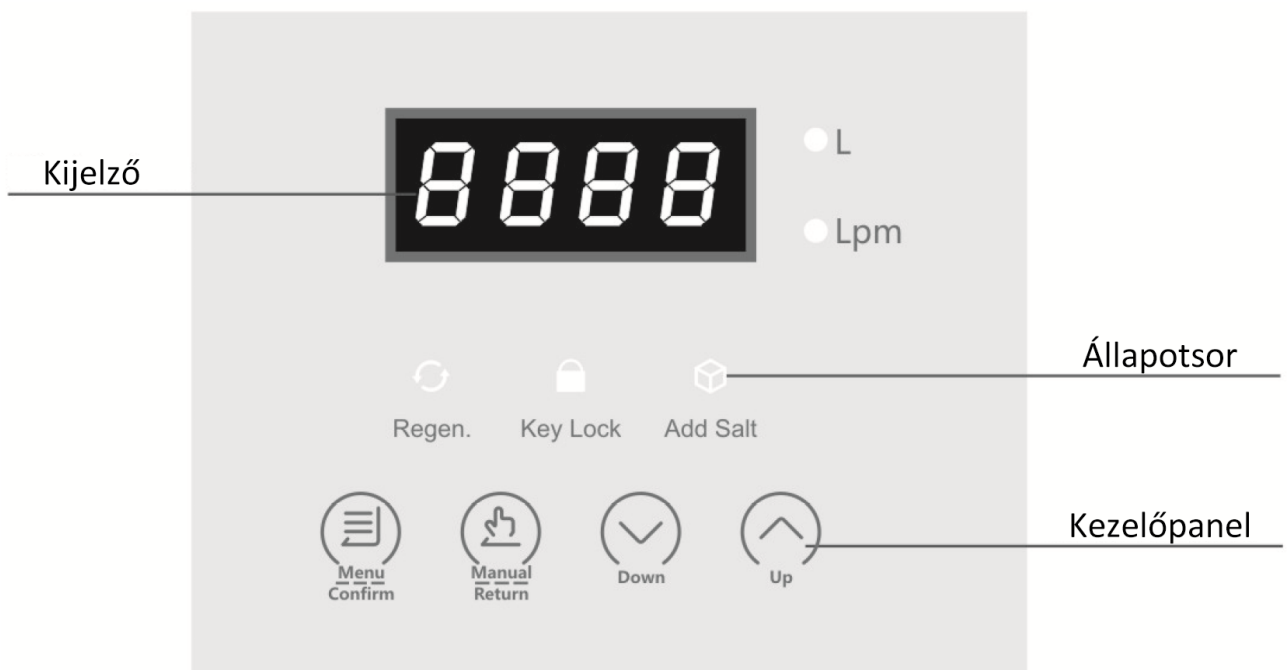 8888
L
Kijelző
Lpm
Állapotsor
Regen. Key Lock Add Salt
Kezelőpanel
Menu Manual Down Up
Confirm Return